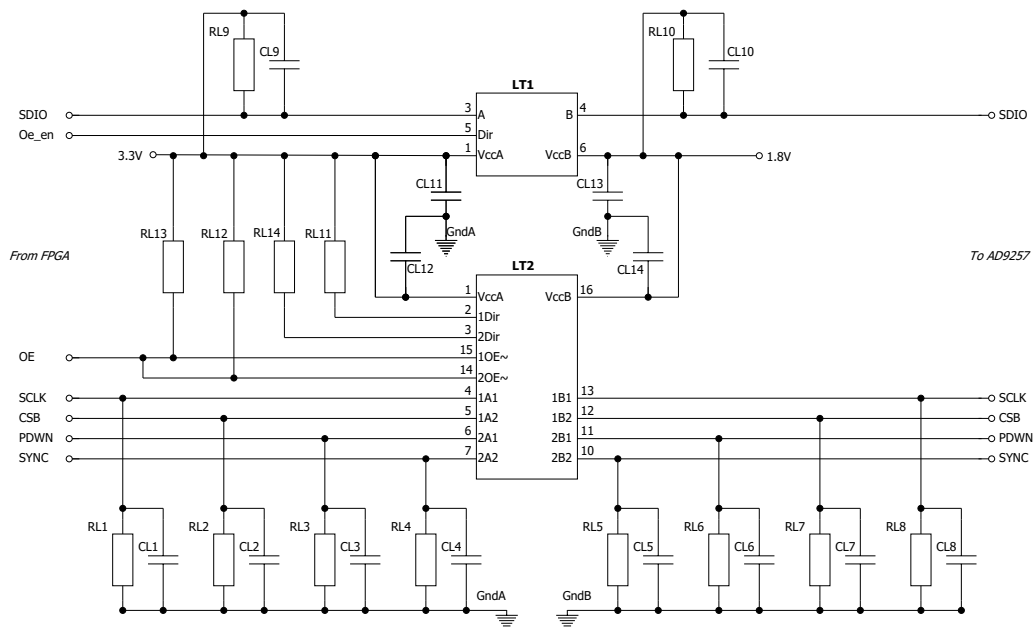 RL9
CL9
RL10
CL10
LT1
SDIO
3
A
B
4
SDIO
Oe_en
5
Dir
3.3V
1
VccA
VccB
6
1.8V
CL11
CL13
GndA
GndB
RL13
RL12
RL14
RL11
From FPGA
To AD9257
CL12
CL14
LT2
1
VccA
VccB
16
2
1Dir
3
2Dir
OE
15
1OE~
14
2OE~
SCLK
4
1A1
1B1
13
SCLK
CSB
5
1A2
1B2
12
CSB
PDWN
6
2A1
2B1
11
PDWN
SYNC
7
2A2
2B2
10
SYNC
RL1
CL1
RL2
CL2
RL3
CL3
RL4
CL4
RL5
CL5
RL6
CL6
RL7
CL7
RL8
CL8
GndA
GndB